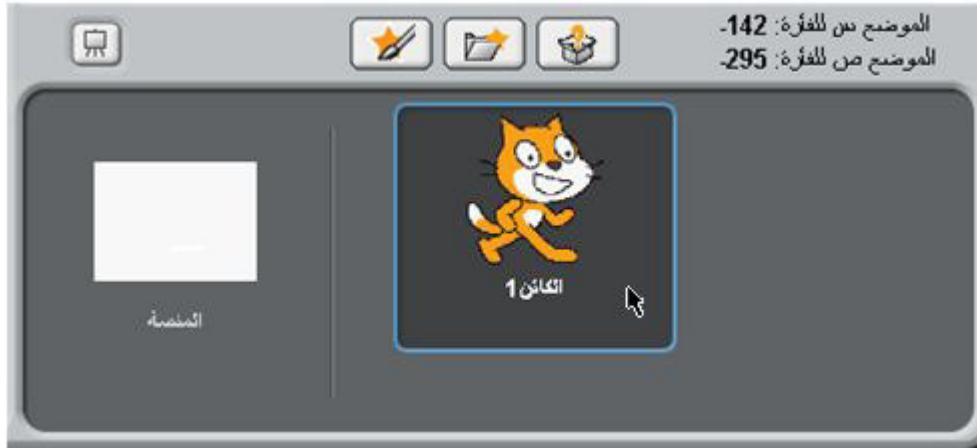 الموضع س للفأرة: 142-
الموضع ص للفأرة: 295-
الكائن1
المنصة